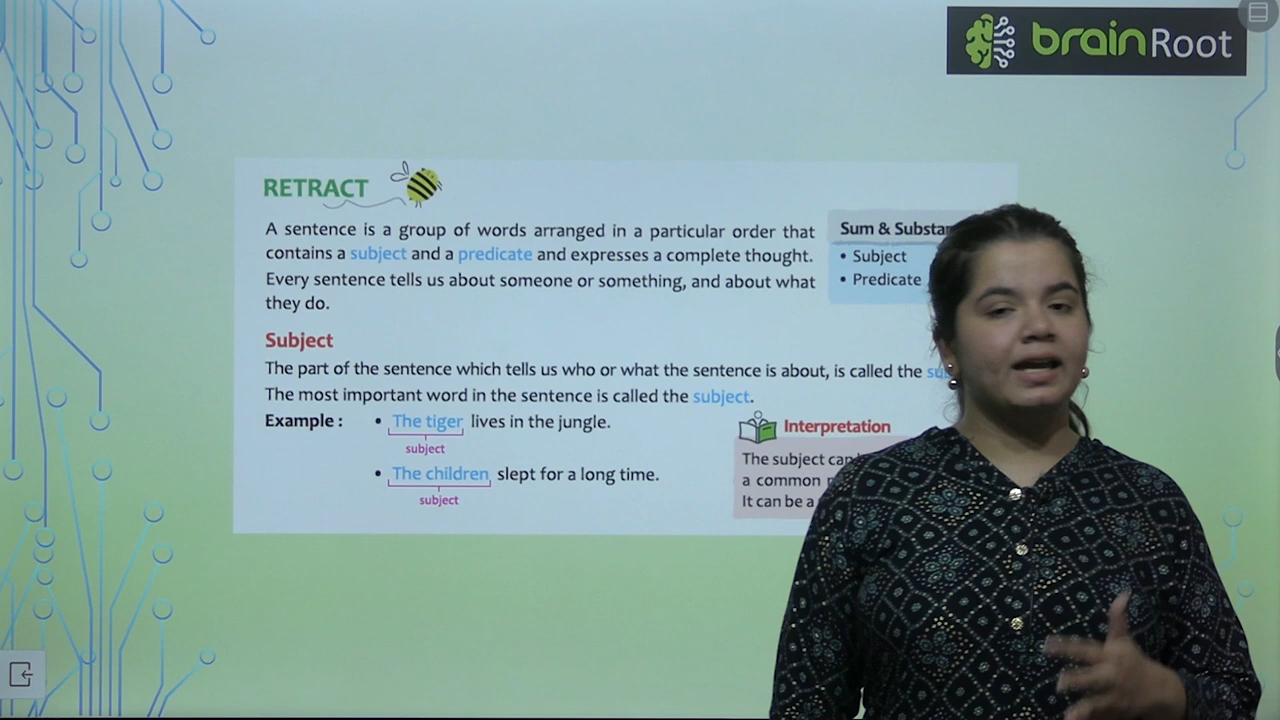 brainRoot
RETRACT
A sentence is a group of words arranged in a particular order that
contains a subject and a predicate and expresses a complete thought.
Every sentence tells us about someone or something, and about what
they do.
Sum &
• Subject
• Predicate
Subject
The part of the sentence which tells us who or what the sentence is about, is called the
The most important word in the sentence is called the subject.
Example : • The tiger lives in the jungle.
subject
• The children slept for a long time.
subject
Interpretation
The subject can
a common
It can be a